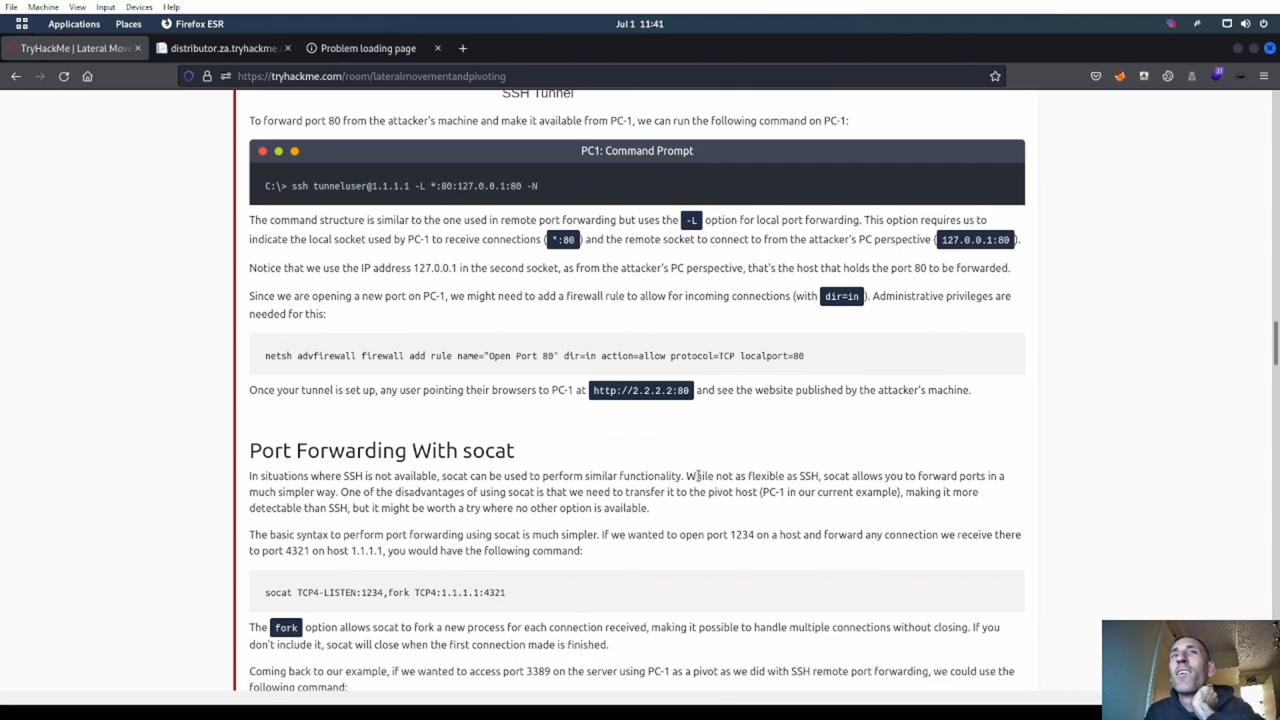 File Machine View Input Devices Help
Applications Places Firefox ESR Jul 1 11:41
TryHackMe | Lateral Mov × distributor.za.tryhackme. × Problem loading page × +
https://tryhackme.com/room/lateralmovementandpivoting 31
SSH Tunnel
To forward port 80 from the attacker's machine and make it available from PC-1, we can run the following command on PC-1:
PC1: Command Prompt
C:\> ssh tunneluser@1.1.1.1 -L *:80:127.0.0.1:80 -N
The command structure is similar to the one used in remote port forwarding but uses the -L option for local port forwarding. This option requires us to
indicate the local socket used by PC-1 to receive connections ( *:80 ) and the remote socket to connect to from the attacker's PC perspective ( 127.0.0.1:80 ).
Notice that we use the IP address 127.0.0.1 in the second socket, as from the attacker's PC perspective, that's the host that holds the port 80 to be forwarded.
Since we are opening a new port on PC-1, we might need to add a firewall rule to allow for incoming connections (with dir=in ). Administrative privileges are
needed for this:
netsh advfirewall firewall add rule name="Open Port 80" dir=in action=allow protocol=TCP localport=80
Once your tunnel is set up, any user pointing their browsers to PC-1 at http://2.2.2.2:80 and see the website published by the attacker's machine.
Port Forwarding With socat
In situations where SSH is not available, socat can be used to perform similar functionality. While not as flexible as SSH, socat allows you to forward ports in a
much simpler way. One of the disadvantages of using socat is that we need to transfer it to the pivot host (PC-1 in our current example), making it more
detectable than SSH, but it might be worth a try where no other option is available.
The basic syntax to perform port forwarding using socat is much simpler. If we wanted to open port 1234 on a host and forward any connection we receive there
to port 4321 on host 1.1.1.1, you would have the following command:
socat TCP4-LISTEN:1234,fork TCP4:1.1.1.1:4321
The fork option allows socat to fork a new process for each connection received, making it possible to handle multiple connections without closing. If you
don't include it, socat will close when the first connection made is finished.
Coming back to our example, if we wanted to access port 3389 on the server using PC-1 as a pivot as we did with SSH remote port forwarding, we could use the
following command: